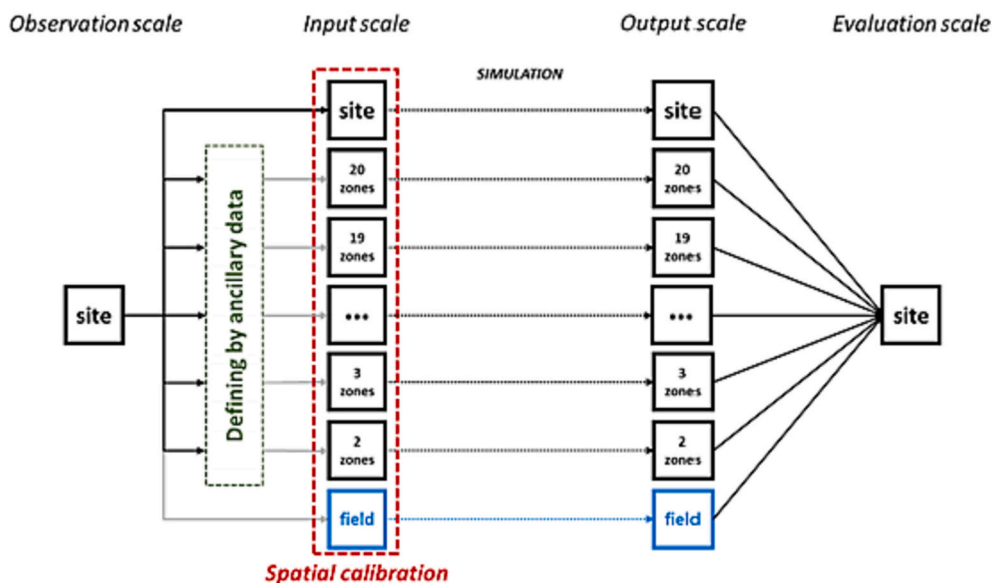 Observation scale
Input scale
Output scale
Evaluation scale
SIMULATION
site
site
20
zones
20
zones
19
zones
19
zones
Defining by ancillary data
site
...
...
site
3
zones
3
zones
2
zones
2
zones
field
field
Spatial calibration